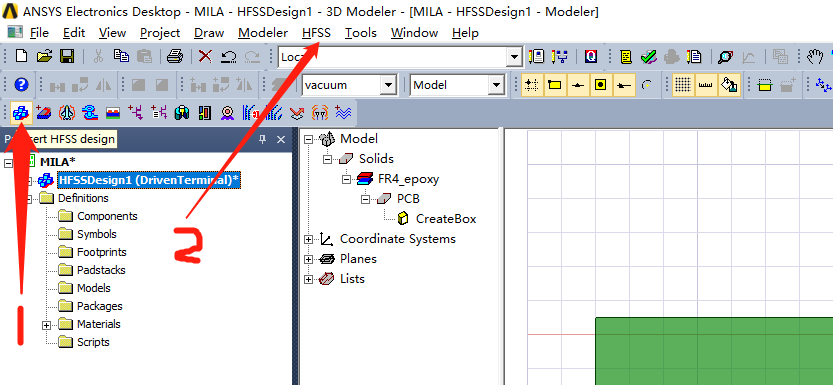 ANSYS Electronics Desktop - MILA - HFSSDesign1 - 3D Modeler - [MILA - HFSSDesign1 - Modeler]
File Edit View Project Draw Modeler HFSS Tools Window Help
Loca
vacuum Model
sert HFSS design
MILA*
HFSSDesign1 (DrivenTerminal)*
Definitions
Components
Symbols
Footprints
Padstacks
Models
Packages
Materials
Scripts
Model
Solids
FR4_epoxy
PCB
CreateBox
Coordinate Systems
Planes
Lists
1
2